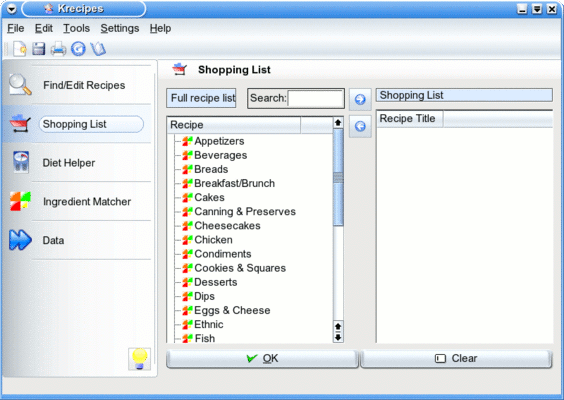 Krecipes
File Edit Tools Settings Help
Find/Edit Recipes
Shopping List
Diet Helper
Ingredient Matcher
Data
Shopping List
Full recipe list
Search:
Recipe
Appetizers
Beverages
Breads
Breakfast/Brunch
Cakes
Canning & Preserves
Cheesecakes
Chicken
Condiments
Cookies & Squares
Desserts
Dips
Eggs & Cheese
Ethnic
Fish
Shopping List
Recipe Title
OK
Clear